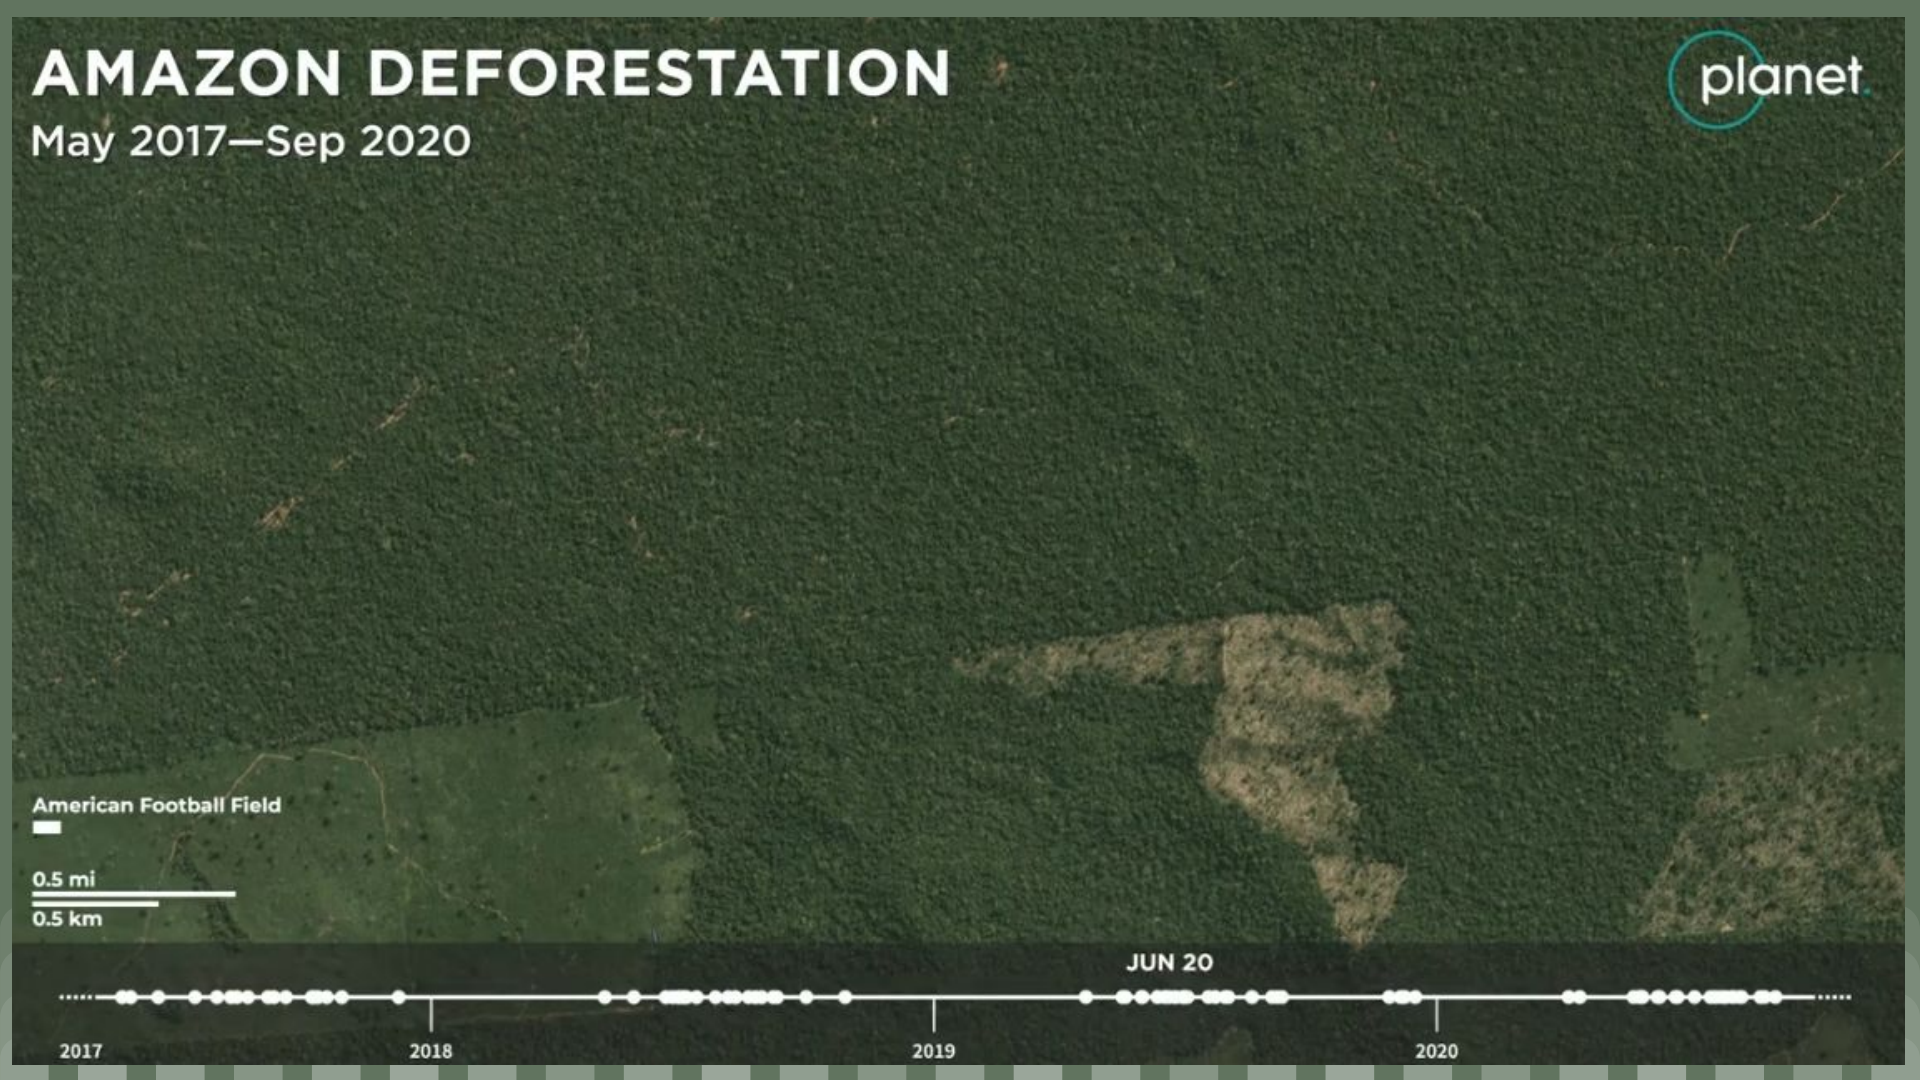 AMAZON DEFORESTATION
May 2017—Sep 2020
planet.
American Football Field
0.5 mi
0.5 km
JUN 20
2017 2018 2019 2020